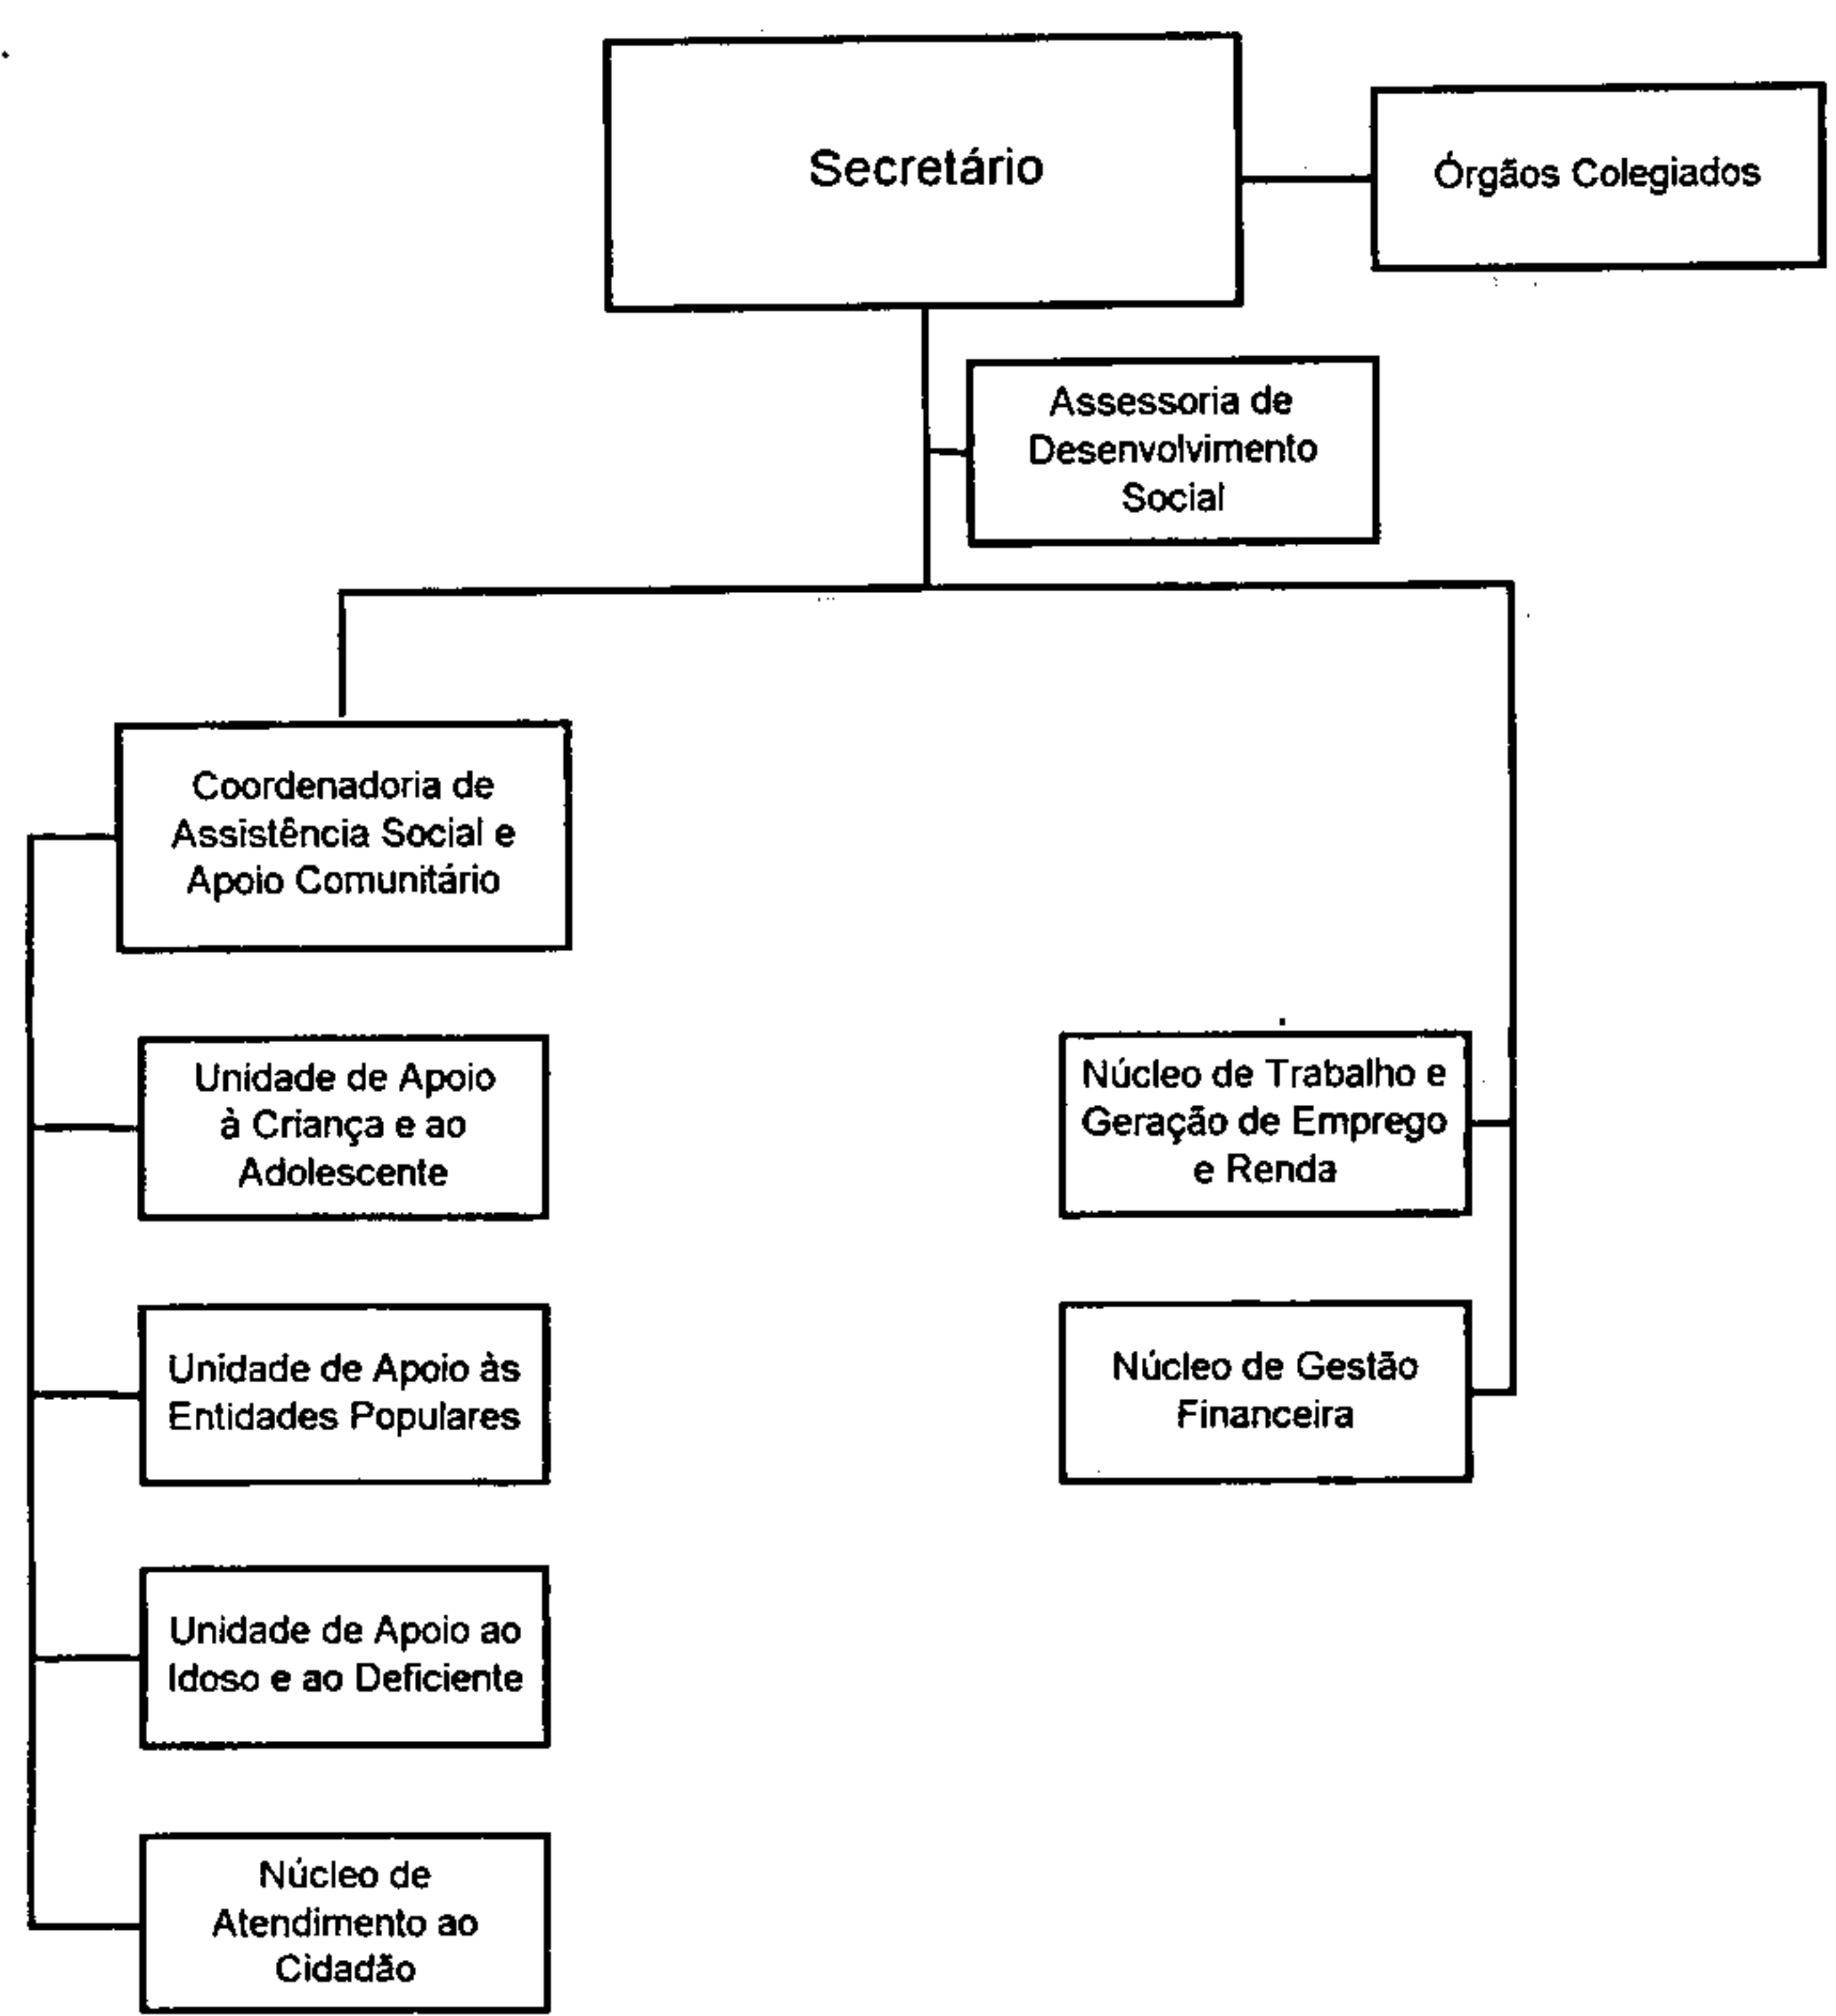 Secretário
Órgãos Colegiados
Assessoria de
Desenvolvimento
Social
Coordenadoria de
Assistência Social e
Apoio Comunitário
Unidade de Apoio
à Criança e ao
Adolescente
Núcleo de Trabalho e
Geração de Emprego
e Renda
Unidade de Apoio às
Entidades Populares
Núcleo de Gestão
Financeira
Unidade de Apoio ao
Idoso e ao Deficiente
Núcleo de
Atendimento ao
Cidadão